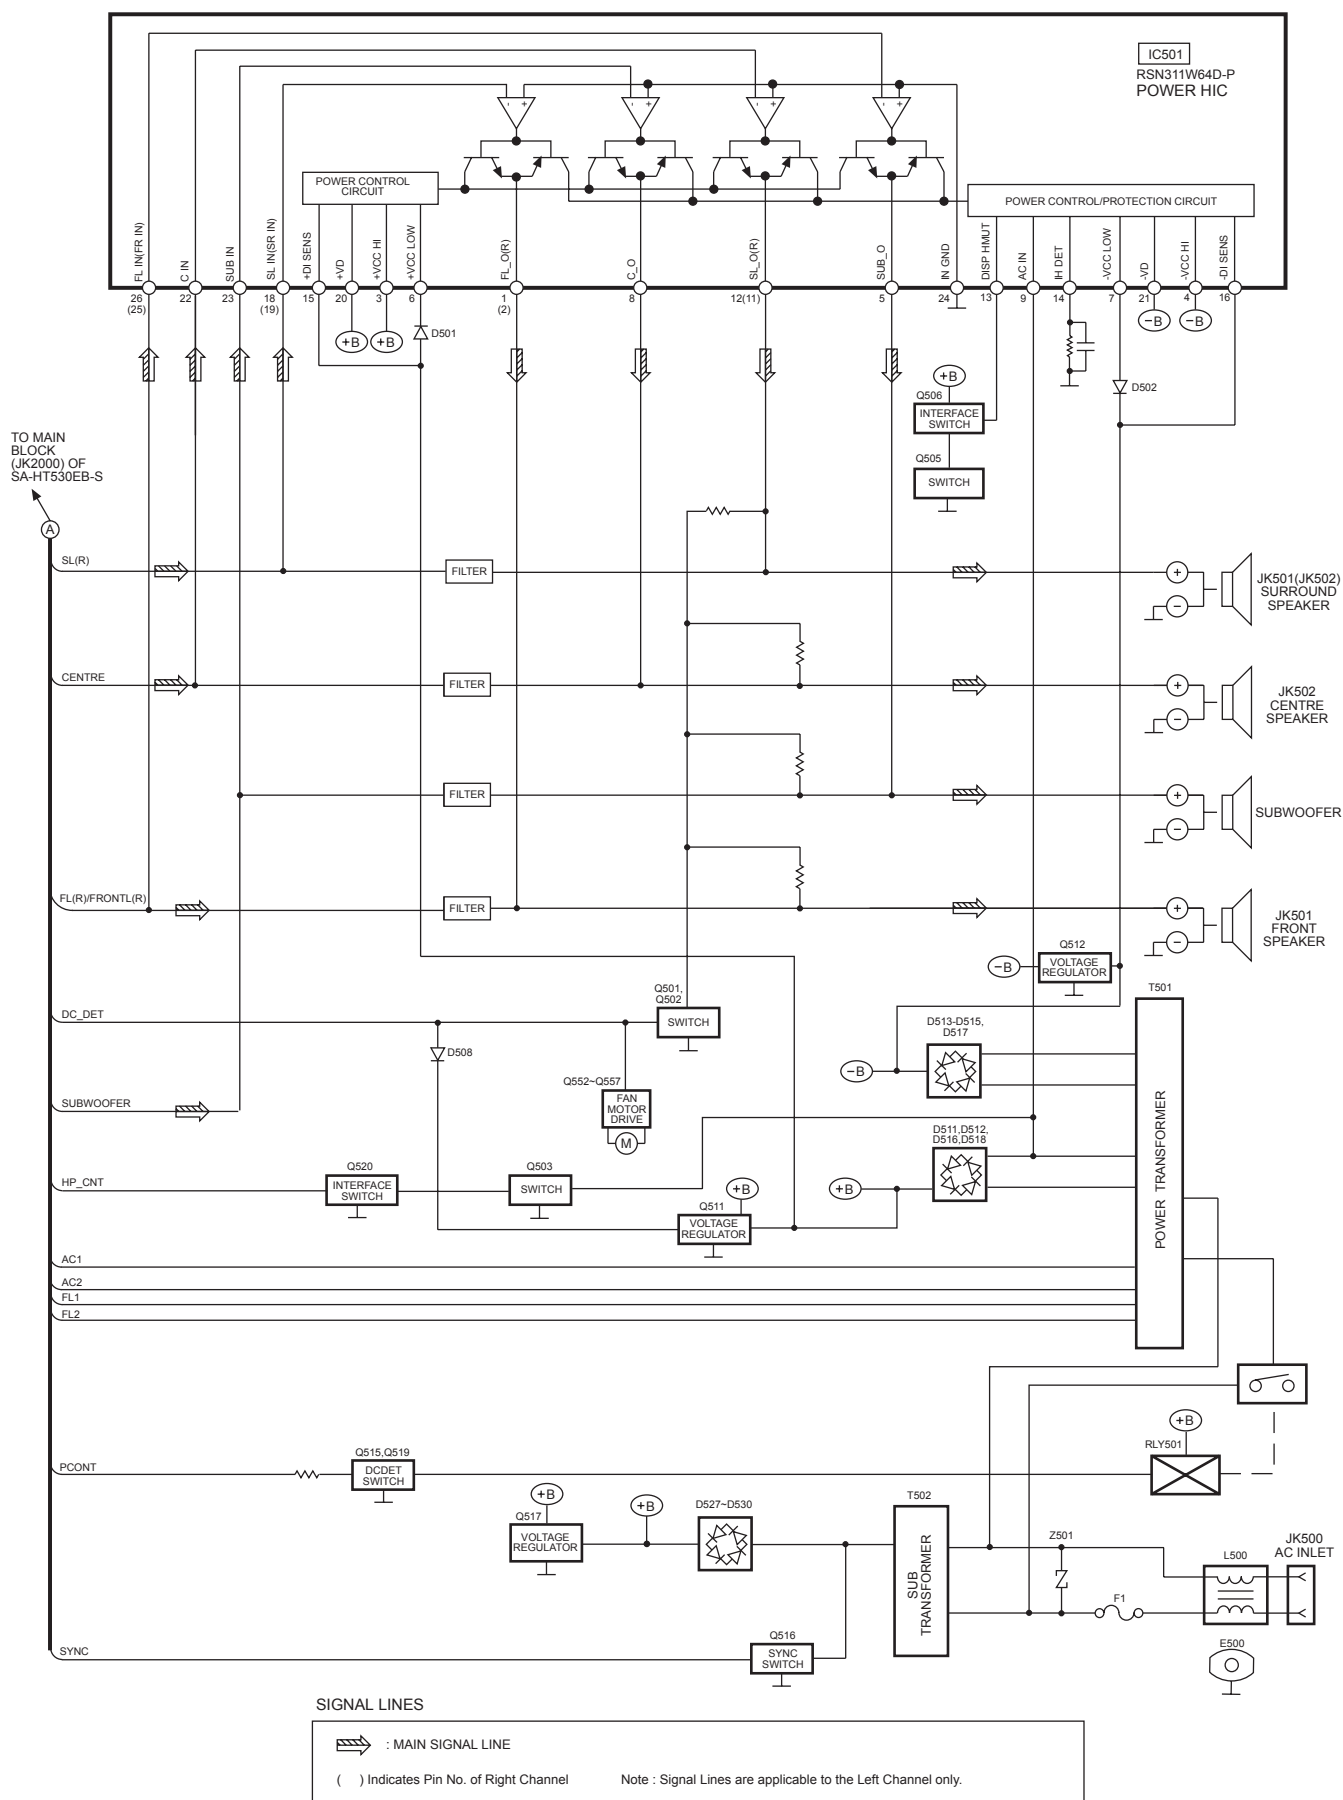 IC501
RSN311W64D-P
POWER HIC
- +
- +
- +
- +
POWER CONTROL
CIRCUIT
POWER CONTROL/PROTECTION CIRCUIT
FL IN(FR IN)
C IN
SUB IN
SL IN(SR IN)
+DI SENS
+VD
+VCC HI
+VCC LOW
FL_O(R)
C_O
SL_O(R)
SUB_O
IN GND
DISP HMUT
AC IN
IH DET
-VCC LOW
-VD
-VCC HI
-DI SENS
26
(25)
22
23
18
(19)
15
20
3
6
1
(2)
8
12(11)
5
24
13
9
14
7
21
4
16
+B
+B
D501
−B
−B
+B
Q506
INTERFACE
SWITCH
D502
Q505
SWITCH
TO MAIN
BLOCK
(JK2000) OF
SA-HT530EB-S
A
SL(R)
FILTER
+
−
JK501(JK502)
SURROUND
SPEAKER
CENTRE
FILTER
+
−
JK502
CENTRE
SPEAKER
FILTER
+
−
SUBWOOFER
FL(R)/FRONTL(R)
FILTER
+
−
JK501
FRONT
SPEAKER
Q512
−B
VOLTAGE
REGULATOR
T501
POWER TRANSFORMER
Q501,
Q502
SWITCH
DC_DET
D508
D513-D515,
D517
−B
Q552~Q557
FAN
MOTOR
DRIVE
M
SUBWOOFER
D511,D512,
D516,D518
+B
HP_CNT
Q520
INTERFACE
SWITCH
Q503
SWITCH
+B
Q511
VOLTAGE
REGULATOR
AC1
AC2
FL1
FL2
+B
RLY501
PCONT
Q515,Q519
DCDET
SWITCH
+B
Q517
VOLTAGE
REGULATOR
+B
D527~D530
T502
SUB
TRANSFORMER
Z501
F1
L500
JK500
AC INLET
E500
SYNC
Q516
SYNC
SWITCH
SIGNAL LINES
: MAIN SIGNAL LINE
( ) Indicates Pin No. of Right Channel Note : Signal Lines are applicable to the Left Channel only.